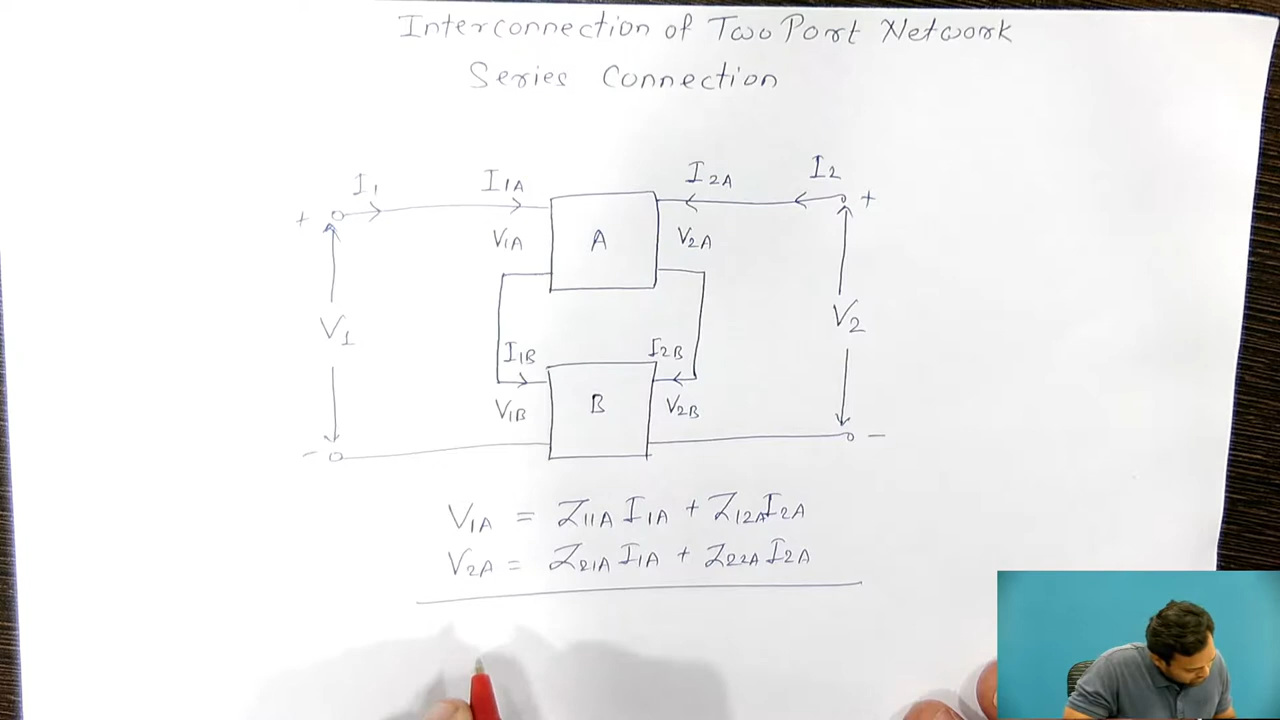 Interconnection of Two Port Network
Series Connection
I1 I1A I2A I2
+ +
V1A A V2A
V1 V2
I1B I2B
V1B B V2B
- -
V1A = Z11A I1A + Z12A I2A
V2A = Z21A I1A + Z22A I2A